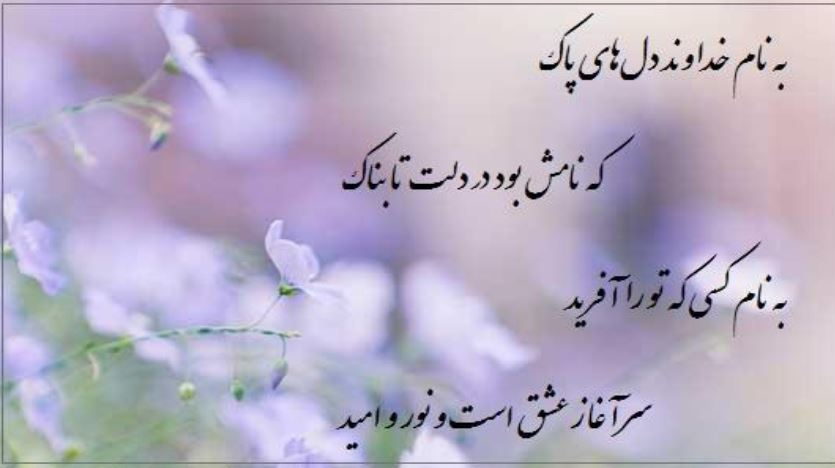 به نام خداوند دل های پاک
که نامش بود در دلت تابناک
به نام کسی که تو را آفرید
سرآغاز عشق است و نور و امید